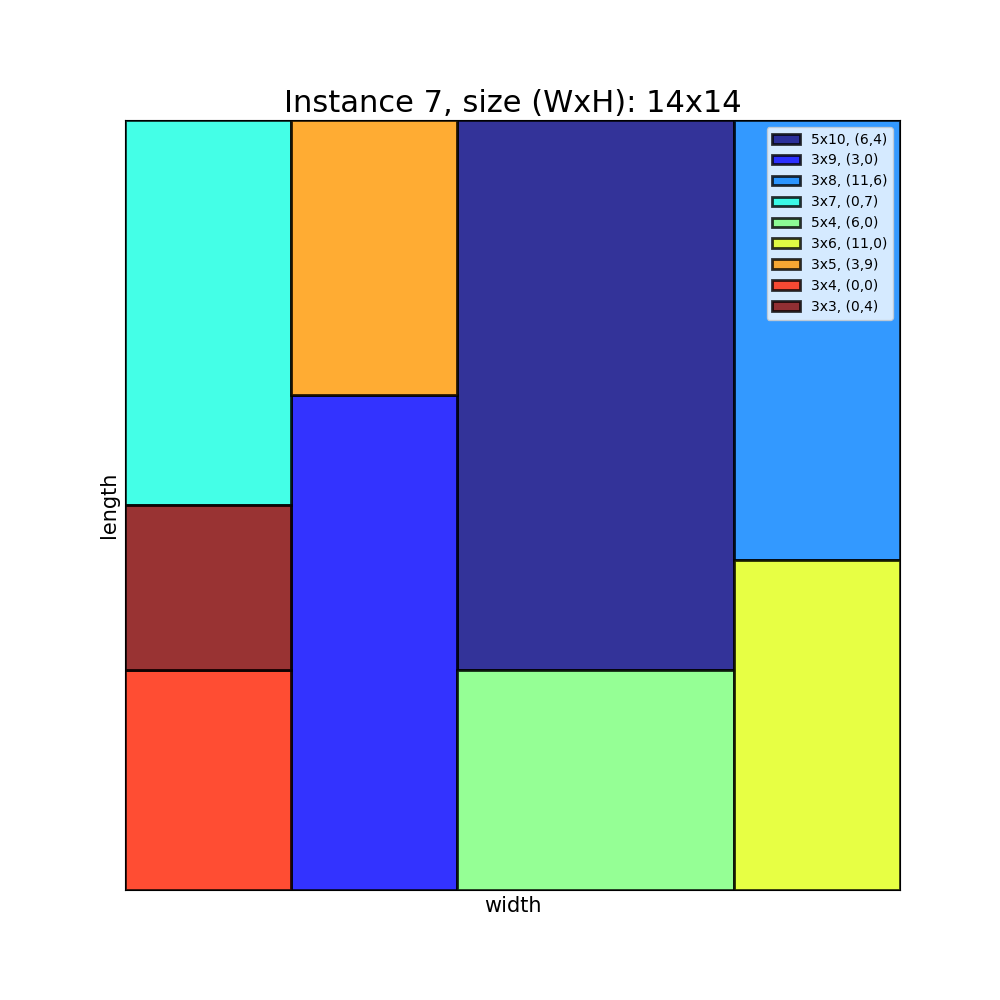 Instance 7, size (WxH): 14x14
5x10, (6,4)
3x9, (3,0)
3x8, (11,6)
3x7, (0,7)
5x4, (6,0)
3x6, (11,0)
3x5, (3,9)
3x4, (0,0)
3x3, (0,4)
length
width